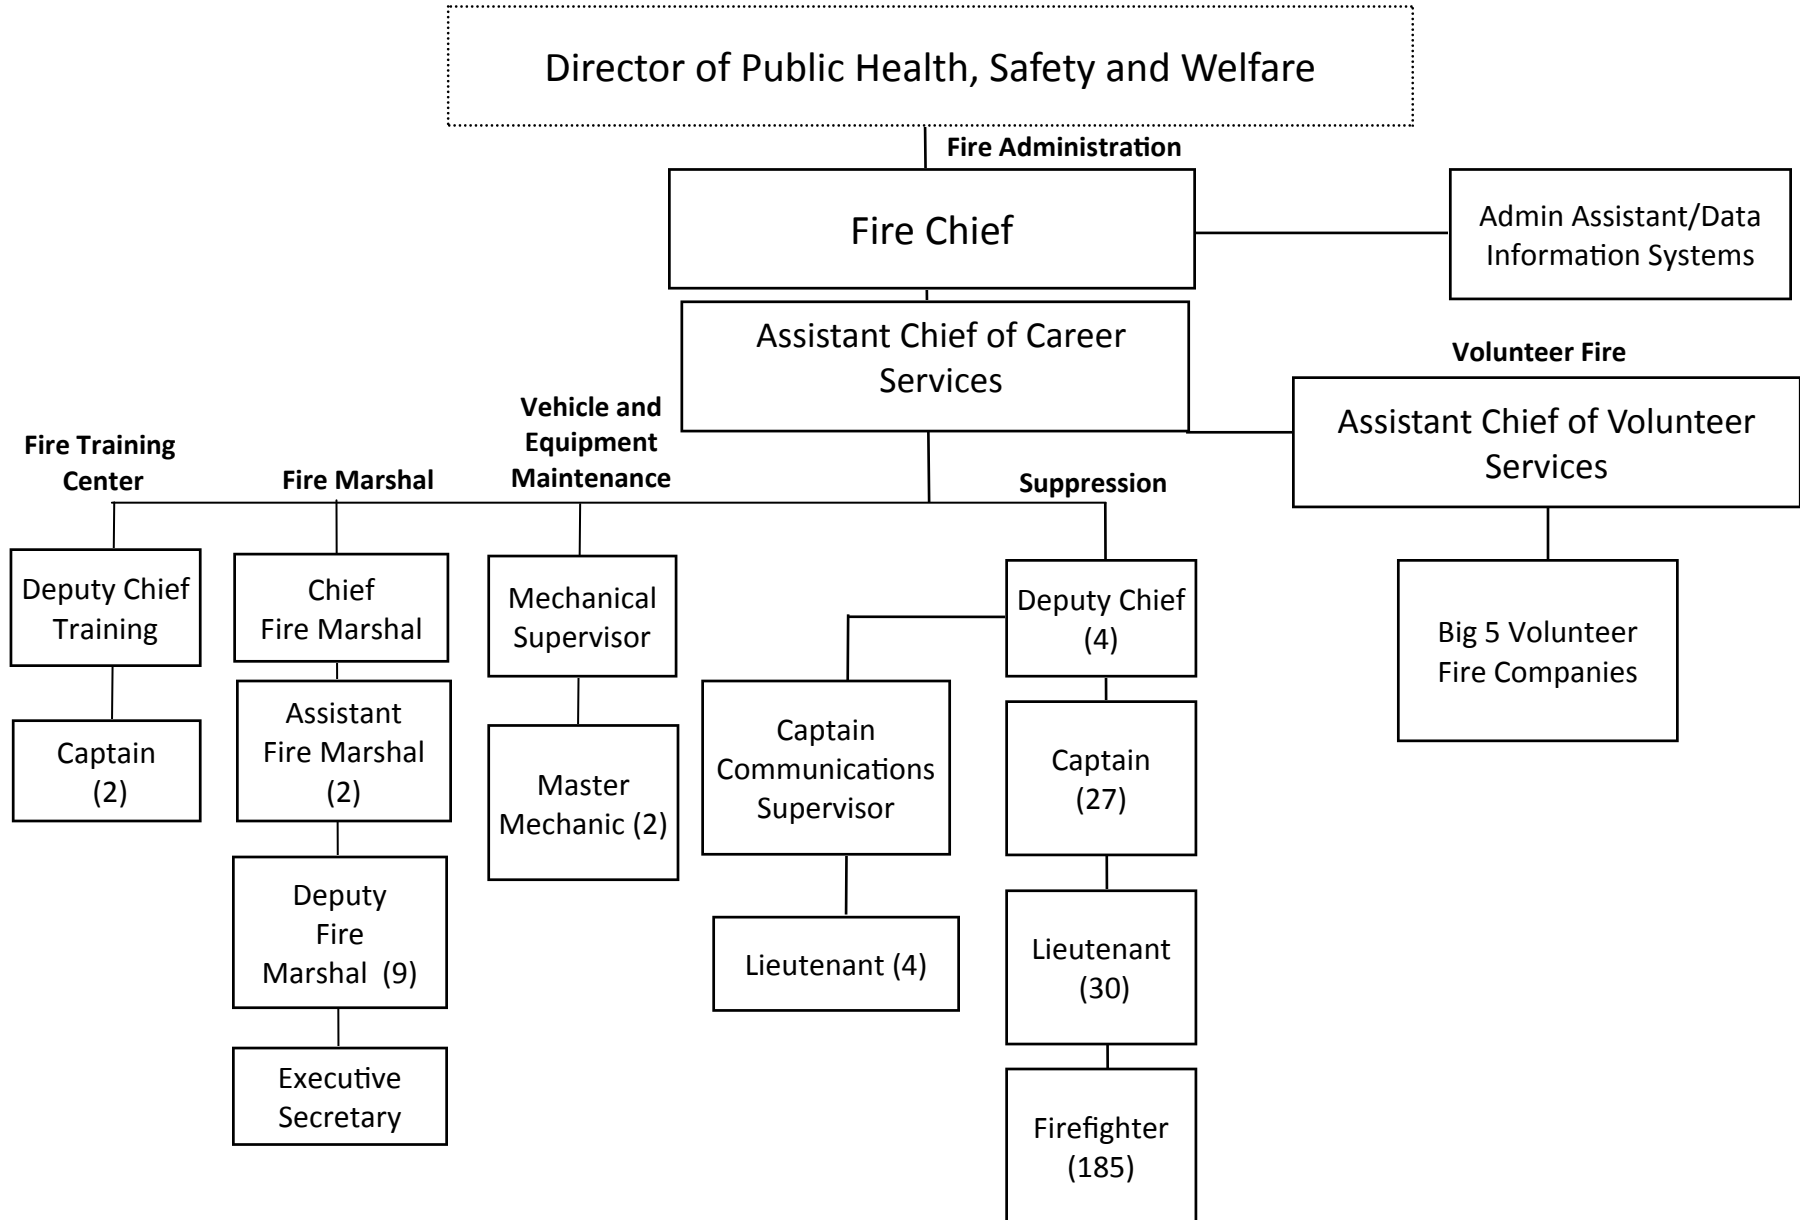 Director of Public Health, Safety and Welfare
Fire Administration
Fire Chief
Admin Assistant/Data
Information Systems
Assistant Chief of Career
Services
Volunteer Fire
Assistant Chief of Volunteer
Services
Big 5 Volunteer
Fire Companies
Fire Training
Center
Deputy Chief
Training
Captain
(2)
Fire Marshal
Chief
Fire Marshal
Assistant
Fire Marshal
(2)
Deputy
Fire
Marshal  (9)
Executive
Secretary
Vehicle and
Equipment
Maintenance
Mechanical
Supervisor
Master
Mechanic (2)
Suppression
Deputy Chief
(4)
Captain
Communications
Supervisor
Lieutenant (4)
Captain
(27)
Lieutenant
(30)
Firefighter
(185)